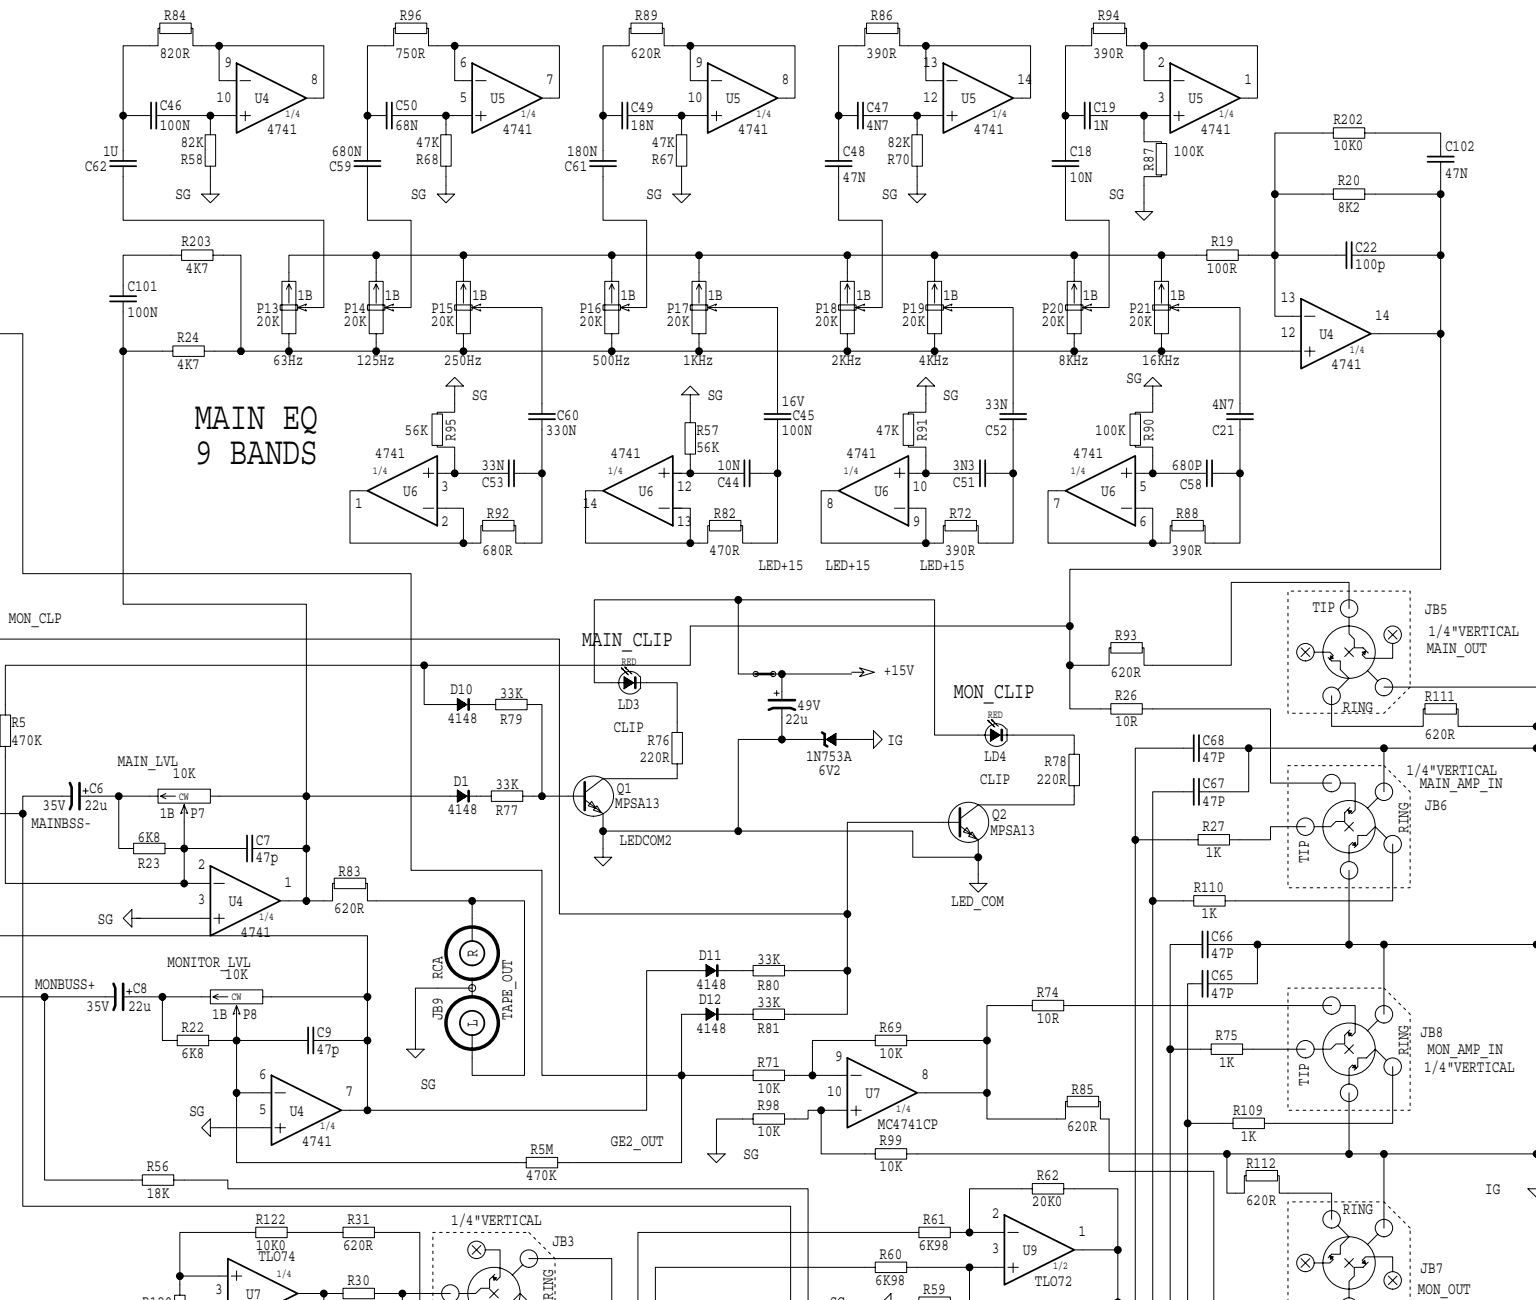 R84
820R
9
8
10
U4
1/4
4741
C46
100N
82K
R58
1U
C62
SG
R96
750R
6
7
5
U5
1/4
4741
C50
68N
47K
R68
680N
C59
SG
R89
620R
9
8
10
U5
1/4
4741
C49
18N
47K
R67
180N
C61
SG
R86
390R
13
14
12
U5
1/4
4741
C47
4N7
82K
R70
C48
47N
SG
R94
390R
2
1
3
U5
1/4
4741
C19
1N
R87
100K
C18
10N
SG
R202
10K0
C102
47N
R20
8K2
R19
100R
C22
100p
R203
4K7
C101
100N
R24
4K7
P13
20K
1B
63Hz
P14
20K
1B
125Hz
P15
20K
1B
250Hz
P16
20K
1B
500Hz
P17
20K
1B
1KHz
P18
20K
1B
2KHz
P19
20K
1B
4KHz
P20
20K
1B
8KHz
P21
20K
1B
16KHz
13
14
12
U4
1/4
4741
MAIN EQ
9 BANDS
SG
56K
R95
C60
330N
4741
1/4
U6
3
1
2
33N
C53
R92
680R
SG
R57
56K
16V
C45
100N
4741
1/4
U6
12
14
13
10N
C44
R82
470R
SG
47K
R91
33N
C52
4741
1/4
U6
10
8
9
3N3
C51
R72
390R
SG
100K
R90
4N7
C21
4741
1/4
U6
5
7
6
680P
C58
R88
390R
LED+15
LED+15
LED+15
MON_CLP
MAIN_CLIP
RED
LD3
CLIP
+15V
+
49V
22u
MON_CLIP
RED
LD4
CLIP
D10
4148
33K
R79
R76
220R
1N753A
6V2
IG
R78
220R
R5
470K
MAIN_LVL
10K
35V
+C6
22u
CW
1B
P7
MAINBSS-
6K8
R23
C7
47p
2
1
3
U4
1/4
4741
SG
D1
4148
33K
R77
Q1
MPSA13
LEDCOM2
Q2
MPSA13
LED_COM
R83
620R
R
RCA
JB9
L
TAPE_OUT
SG
MONITOR_LVL
10K
MONBUSS+
35V
+C8
22u
CW
1B
P8
R22
6K8
C9
47p
6
7
5
U4
1/4
4741
SG
R56
18K
D11
4148
33K
R80
D12
4148
33K
R81
R71
10K
R98
10K
SG
R69
10K
9
8
10
U7
1/4
MC4741CP
R99
10K
GE2_OUT
R5M
470K
R74
10R
R85
620R
R93
620R
R26
10R
TIP
RING
JB5
1/4"VERTICAL
MAIN_OUT
R111
620R
C68
47P
C67
47P
R27
1K
R110
1K
TIP
RING
1/4"VERTICAL
MAIN_AMP_IN
JB6
C66
47P
C65
47P
R75
1K
R109
1K
TIP
RING
JB8
MON_AMP_IN
1/4"VERTICAL
R112
620R
IG
RING
JB7
MON_OUT
R62
20K0
R61
6K98
2
1
3
U9
1/2
TLO72
R60
6K98
R59
R122
10K0
R31
620R
TLO74
1/4
3
U7
R30
1/4"VERTICAL
JB3
RING